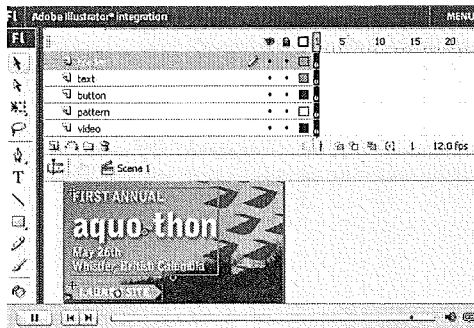 Fl Adobe Illustrator® Integration MENU
Fl
5 10 15 20
text
button
pattern
video
1 12.0 fps
Scene 1
T
FIRST ANNUAL
aquo thon
May 26th
Whistler, British Columbia